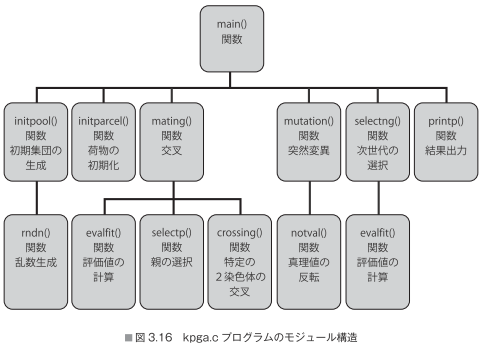 main()
関数
initpool()
関数
初期集団の
生成
initparcel()
関数
荷物の
初期化
mating()
関数
交叉
mutation()
関数
突然変異
selectng()
関数
次世代の
選択
printp()
関数
結果出力
rndn()
関数
乱数生成
evalfit()
関数
評価値の
計算
selectp()
関数
親の選択
crossing()
関数
特定の
2染色体の
交叉
notval()
関数
真理値の
反転
evalfit()
関数
評価値の
計算
■図 3.16　kpga.c プログラムのモジュール構造